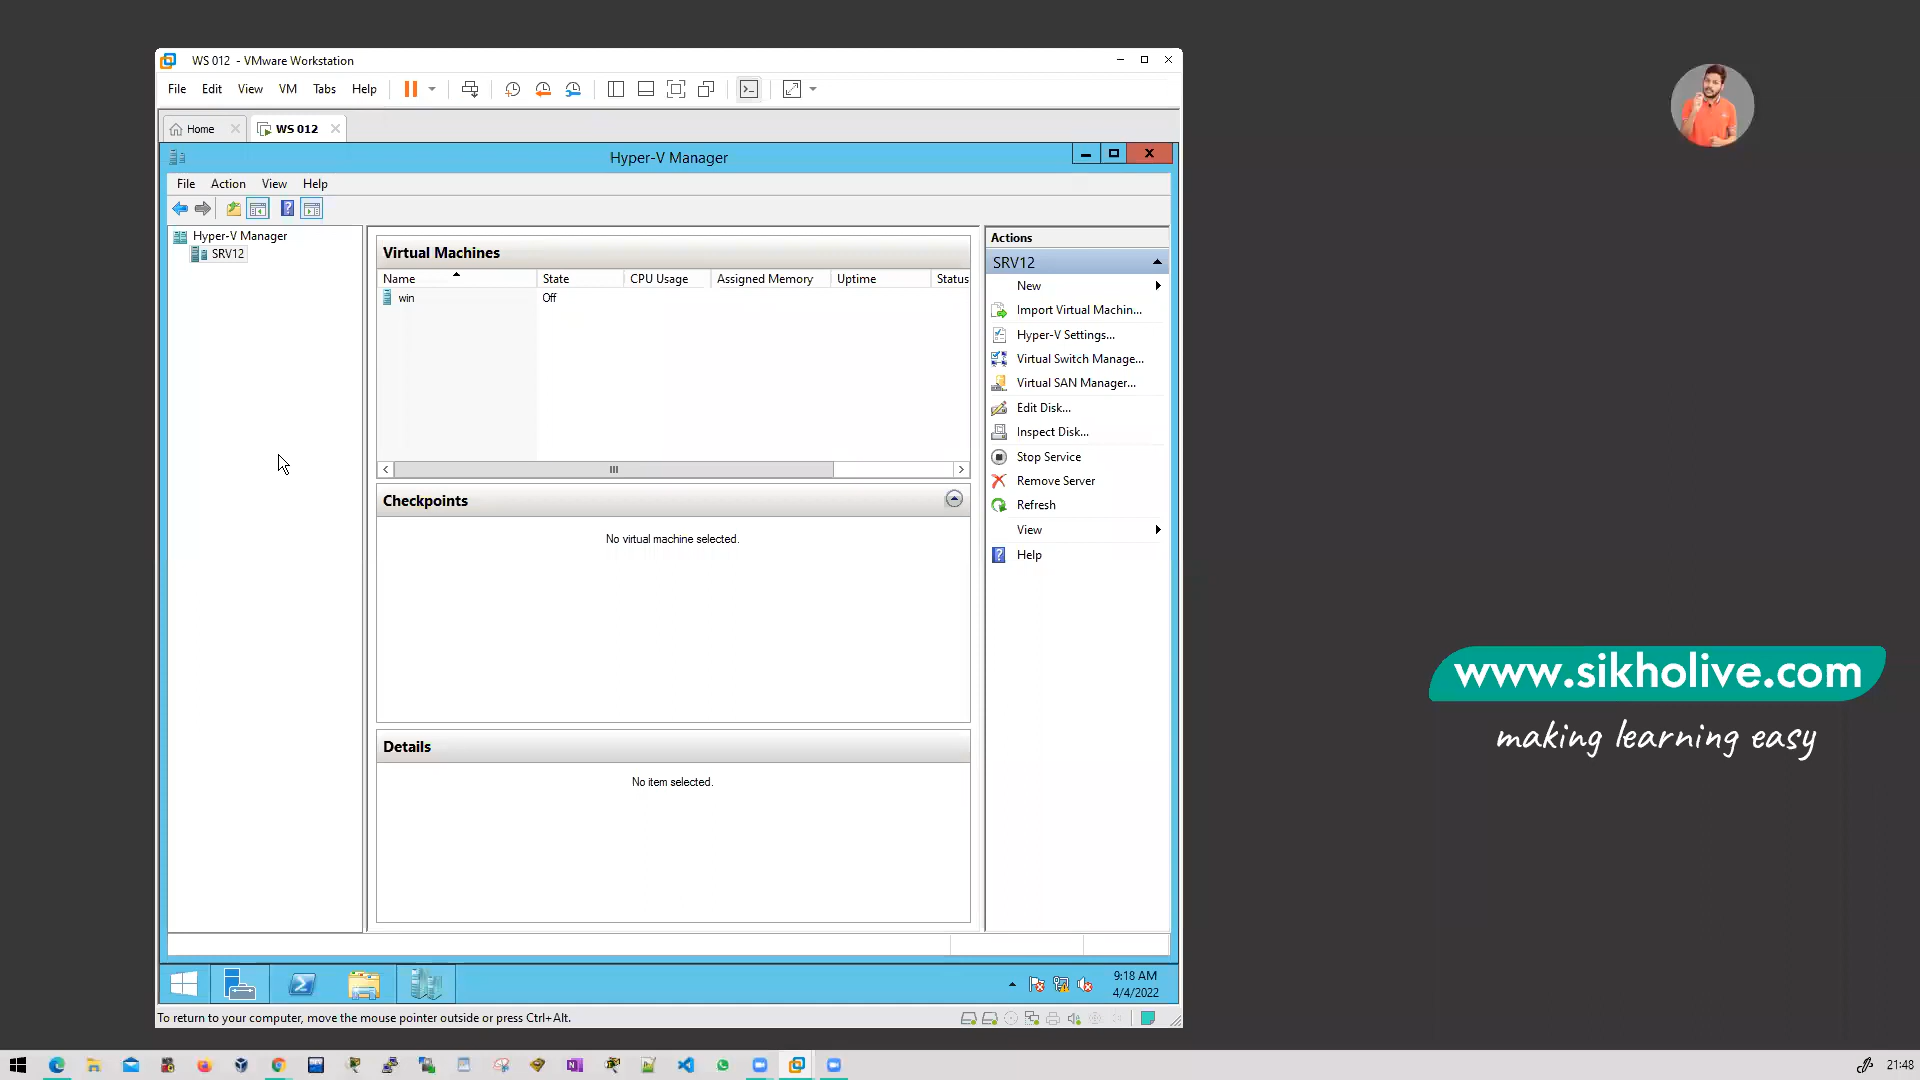 WS 012 - VMware Workstation
File Edit View VM Tabs Help
Home WS 012
Hyper-V Manager
File Action View Help
Hyper-V Manager
SRV12
Virtual Machines
Name State CPU Usage Assigned Memory Uptime Status
win Off
Checkpoints
No virtual machine selected.
Details
No item selected.
Actions
SRV12
New
Import Virtual Machin...
Hyper-V Settings...
Virtual Switch Manage...
Virtual SAN Manager...
Edit Disk...
Inspect Disk...
Stop Service
Remove Server
Refresh
View
Help
9:18 AM
4/4/2022
To return to your computer, move the mouse pointer outside or press Ctrl+Alt.
www.sikholive.com
making learning easy
21:48